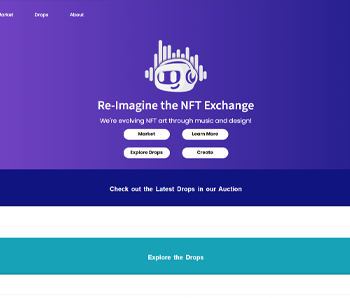 Market Drops About
Re-Imagine the NFT Exchange
We're evolving NFT art through music and design!
Market Learn More
Explore Drops Create
Check out the Latest Drops in our Auction
Explore the Drops